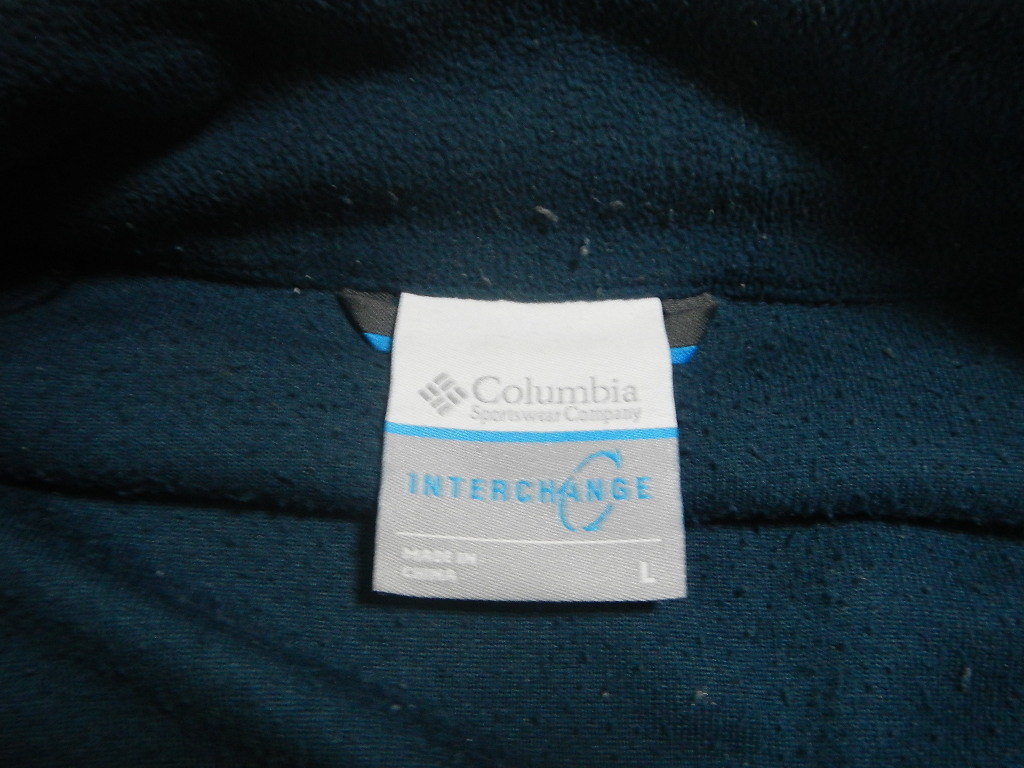 Columbia
Sportswear Company
INTERCHANGE
MADE IN
CHINA
L